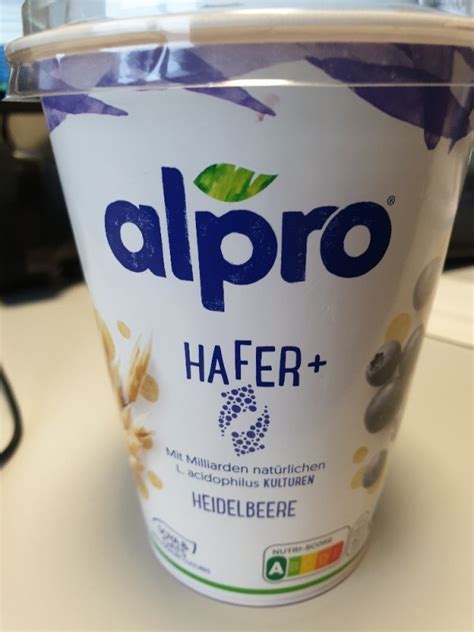 alpro®
HAFER+
Mit Milliarden natürlichen
L. acidophilus KULTUREN
HEIDELBEERE
NUTRI-SCORE
A